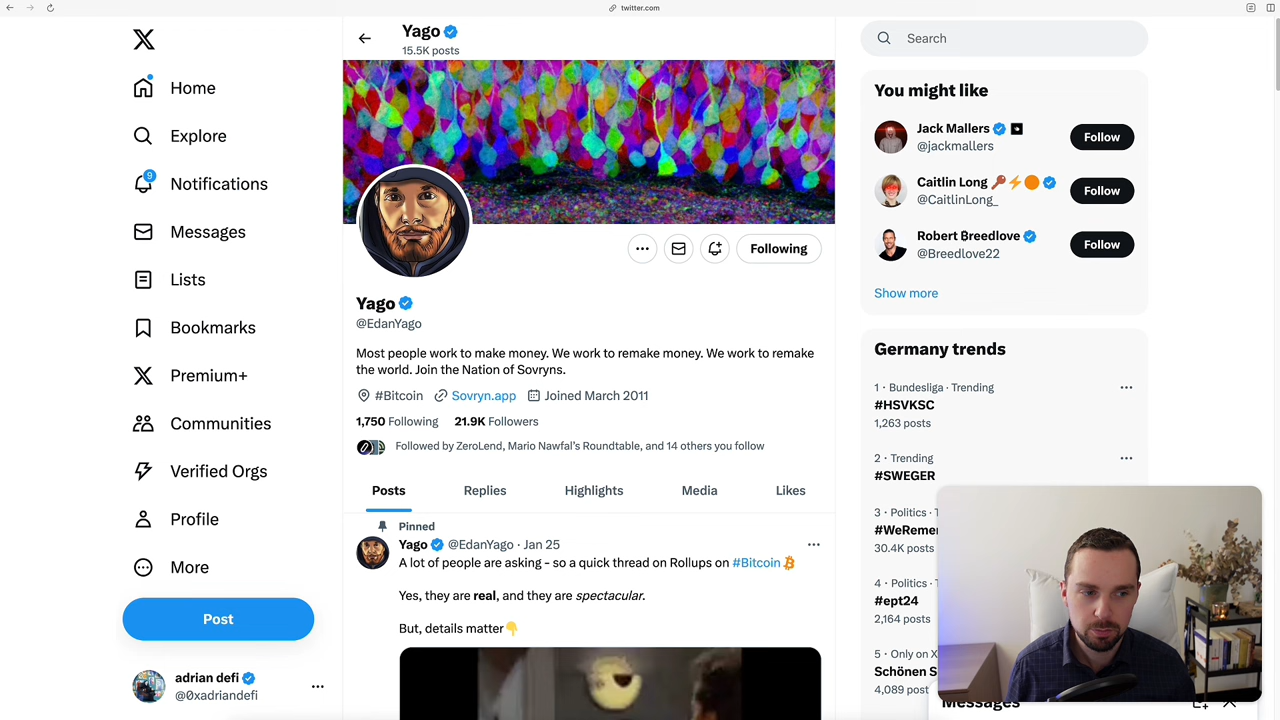 twitter.com
Home
Explore
9
Notifications
Messages
Lists
Bookmarks
Premium+
Communities
Verified Orgs
Profile
More
Post
adrian defi
@0xadriandefi
Yago
15.5K posts
Following
Yago
@EdanYago
Most people work to make money. We work to remake money. We work to remake
the world. Join the Nation of Sovryns.
#Bitcoin Sovryn.app Joined March 2011
1,750 Following 21.9K Followers
Followed by ZeroLend, Mario Nawfal's Roundtable, and 14 others you follow
Posts Replies Highlights Media Likes
Pinned
Yago @EdanYago · Jan 25
A lot of people are asking - so a quick thread on Rollups on #Bitcoin
Yes, they are real, and they are spectacular.
But, details matter👇
Search
You might like
Jack Mallers
@jackmallers
Follow
Caitlin Long 🔑⚡🟠
@CaitlinLong_
Follow
Robert ₿reedlove
@Breedlove22
Follow
Show more
Germany trends
1 · Bundesliga · Trending
#HSVKSC
1,263 posts
2 · Trending
#SWEGER
3 · Politics ·
#WeRemem
30.4K posts
4 · Politics ·
#ept24
2,164 posts
5 · Only on X
Schönen S
4,089 post
Messages